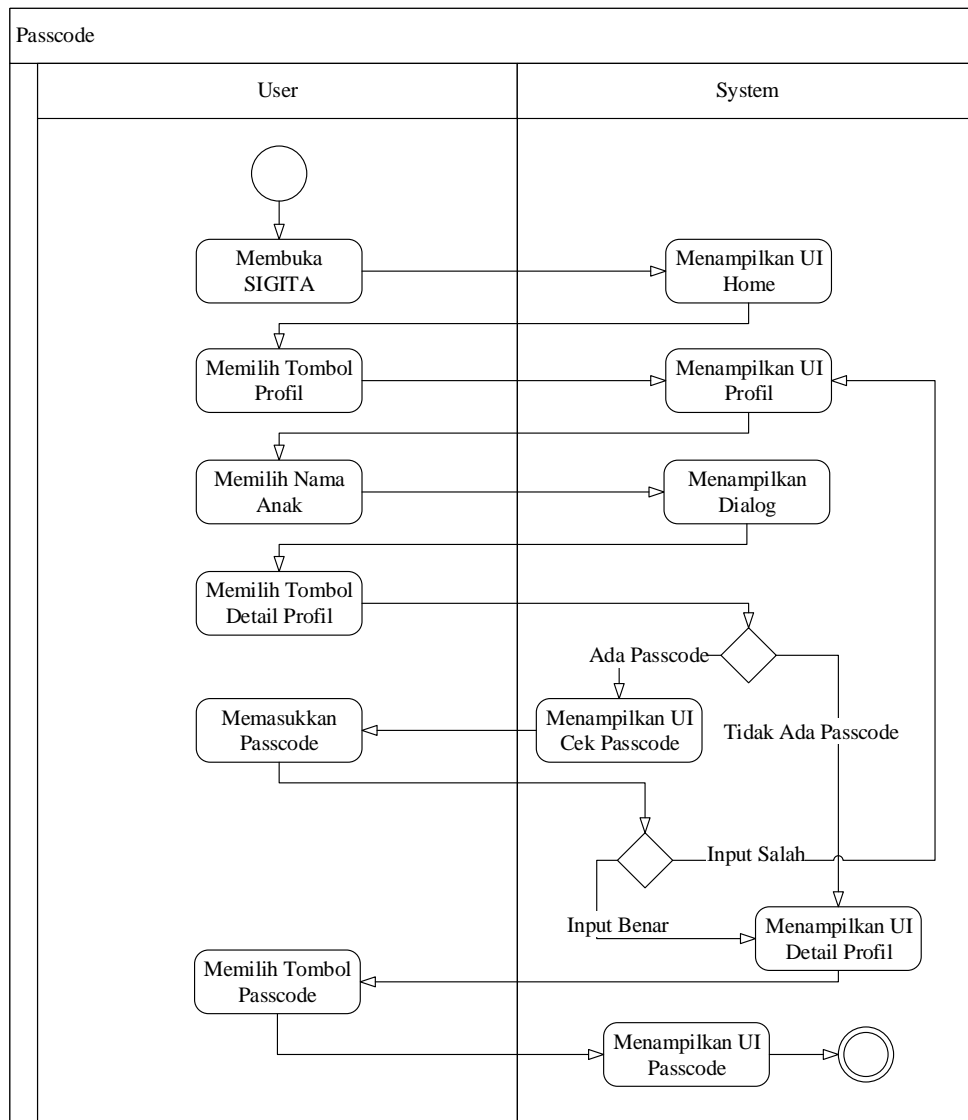 Passcode
User
System
Membuka
SIGITA
Menampilkan UI
Home
Memilih Tombol
Profil
Menampilkan UI
Profil
Memilih Nama
Anak
Menampilkan
Dialog
Memilih Tombol
Detail Profil
Ada Passcode
Memasukkan
Passcode
Menampilkan UI
Cek Passcode
Tidak Ada Passcode
Input Salah
Input Benar
Menampilkan UI
Detail Profil
Memilih Tombol
Passcode
Menampilkan UI
Passcode